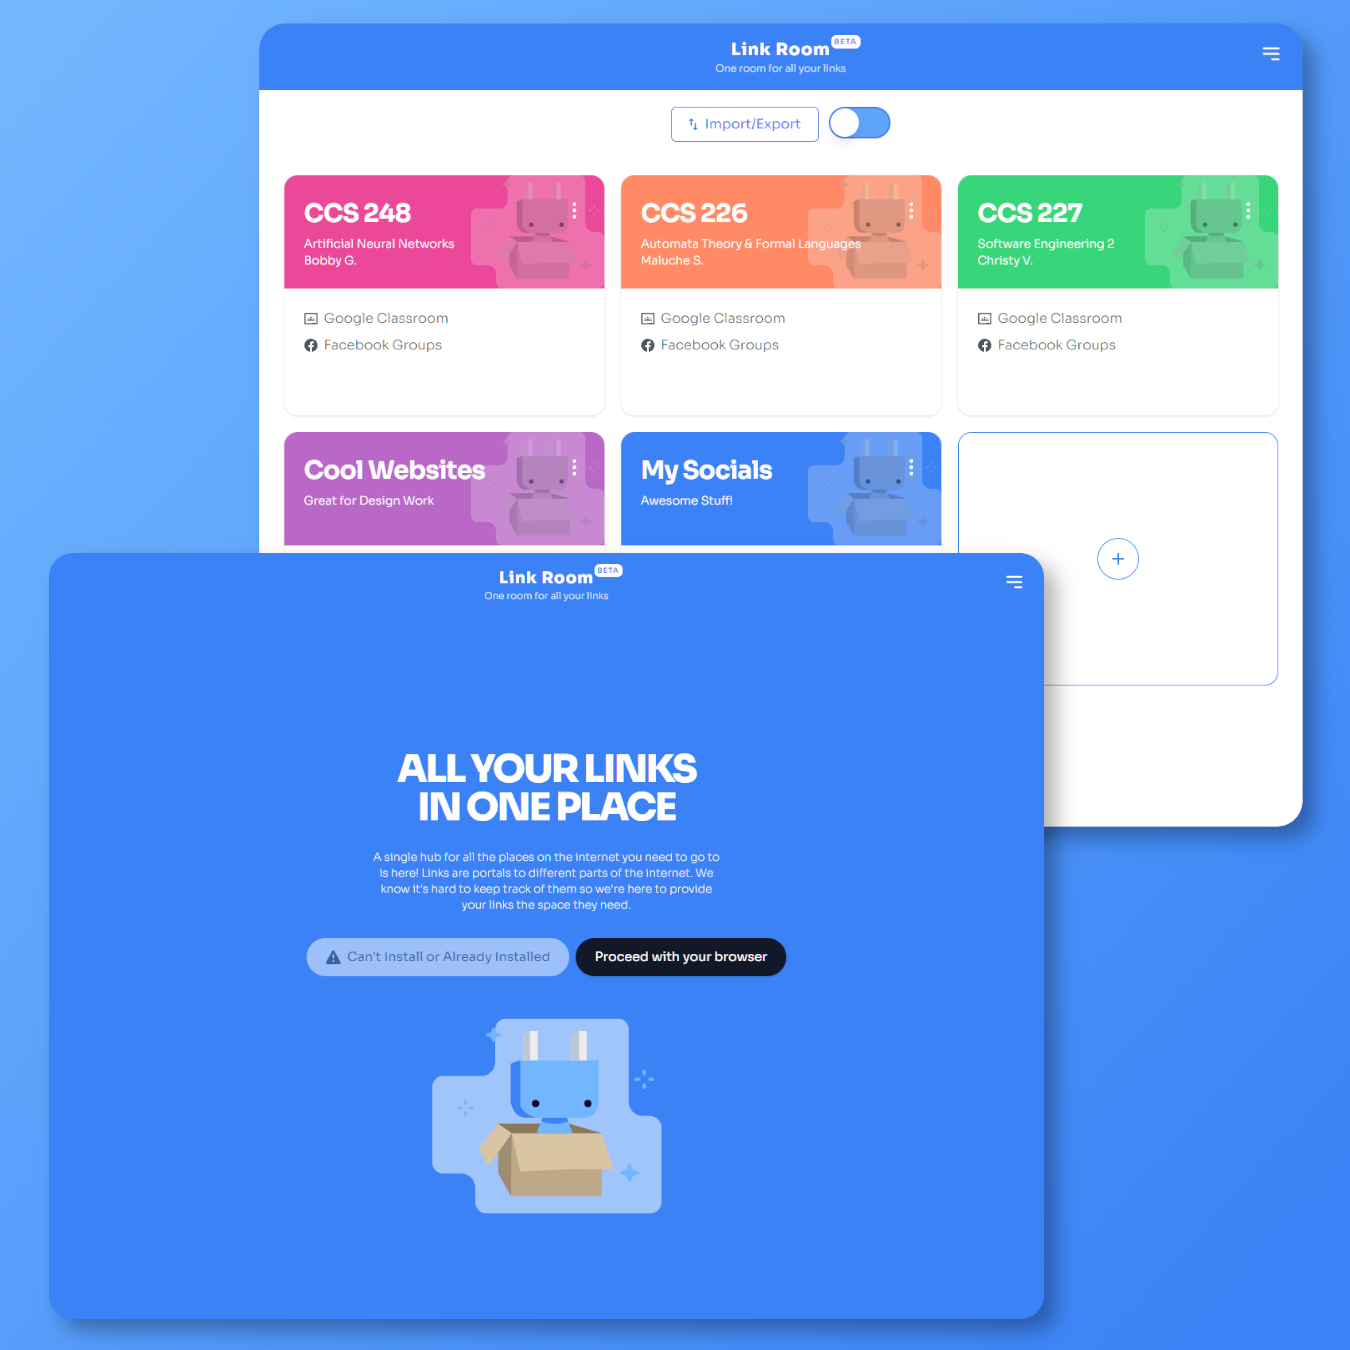 Link Room BETA
One room for all your links
Import/Export
CCS 248
Artificial Neural Networks
Bobby G.
Google Classroom
Facebook Groups
CCS 226
Automata Theory & Formal Languages
Maluche S.
Google Classroom
Facebook Groups
CCS 227
Software Engineering 2
Christy V.
Google Classroom
Facebook Groups
Cool Websites
Great for Design Work
My Socials
Awesome Stuff!
Link Room BETA
One room for all your links
ALL YOUR LINKS
IN ONE PLACE
A single hub for all the places on the internet you need to go to
is here! Links are portals to different parts of the internet. We
know it's hard to keep track of them so we're here to provide
your links the space they need.
Can't Install or Already Installed
Proceed with your browser